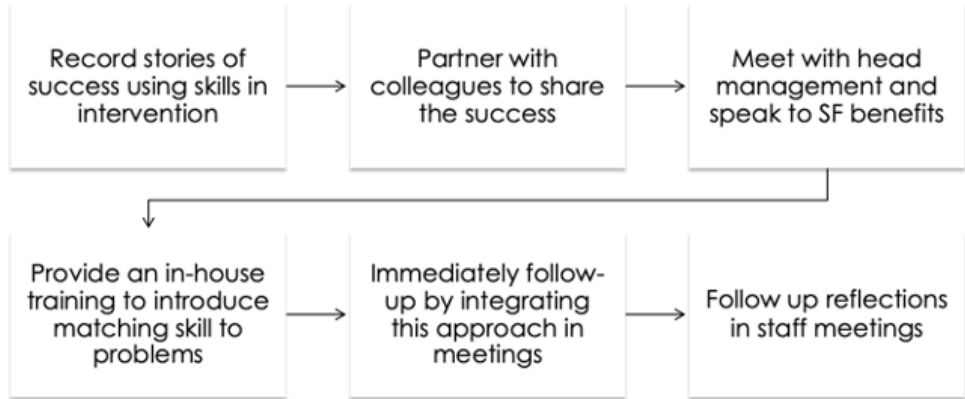 Record stories of
success using skills in
intervention
Partner with
colleagues to share
the success
Meet with head
management and
speak to SF benefits
Provide an in-house
training to introduce
matching skill to
problems
Immediately follow-
up by integrating
this approach in
meetings
Follow up reflections
in staff meetings